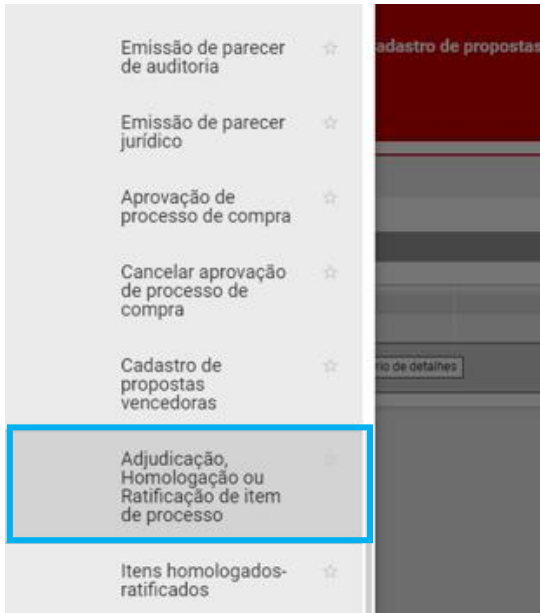 Emissão de parecer
de auditoria
adastro de propostas
Emissão de parecer
jurídico
Aprovação de
processo de compra
Cancelar aprovação
de processo de
compra
Cadastro de
propostas
vencedoras
rio de detalhes
Adjudicação,
Homologação ou
Ratificação de item
de processo
Itens homologados-
ratificados